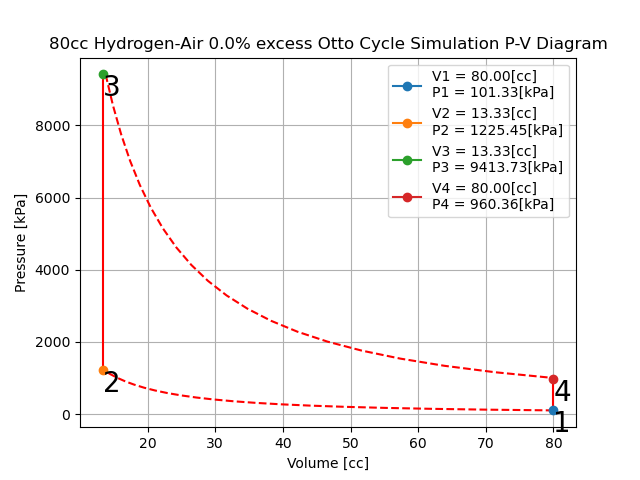 80cc Hydrogen-Air 0.0% excess Otto Cycle Simulation P-V Diagram
V1 = 80.00[cc]
P1 = 101.33[kPa]
V2 = 13.33[cc]
P2 = 1225.45[kPa]
V3 = 13.33[cc]
P3 = 9413.73[kPa]
V4 = 80.00[cc]
P4 = 960.36[kPa]
3
2
4
1
Pressure [kPa]
8000
6000
4000
2000
0
20 30 40 50 60 70 80
Volume [cc]